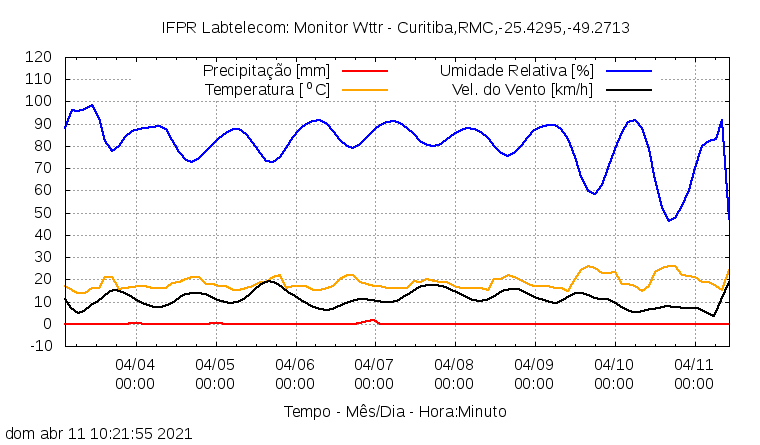 IFPR Labtelecom: Monitor Wttr - Curitiba,RMC,-25.4295,-49.2713
Precipitação [mm] Umidade Relativa [%]
Temperatura [ ⁰C] Vel. do Vento [km/h]
120
110
100
90
80
70
60
50
40
30
20
10
0
-10
04/04 04/05 04/06 04/07 04/08 04/09 04/10 04/11
00:00 00:00 00:00 00:00 00:00 00:00 00:00 00:00
Tempo - Mês/Dia - Hora:Minuto
dom abr 11 10:21:55 2021